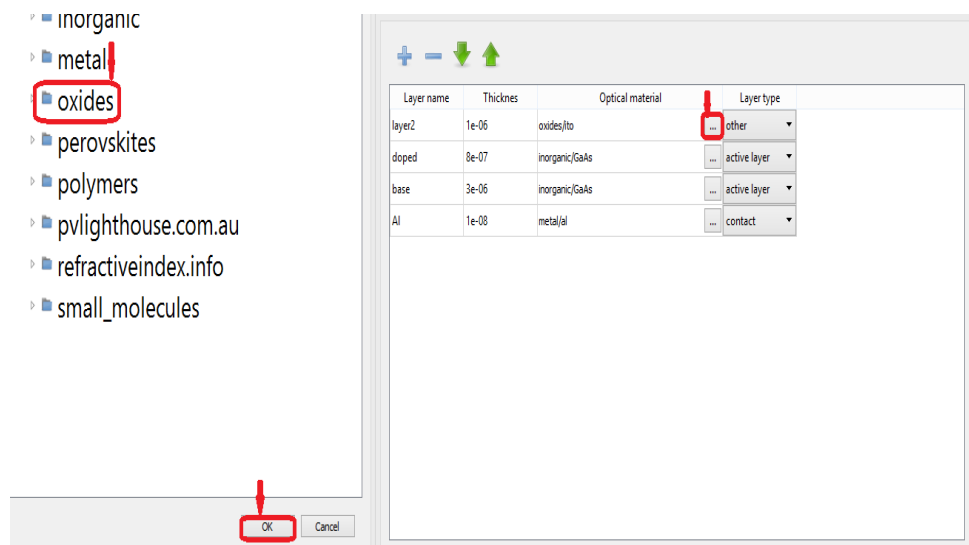 inorganic
metal
oxides
perovskites
polymers
pvlighthouse.com.au
refractiveindex.info
small_molecules
OK Cancel
Layer name Thicknes Optical material Layer type
layer2 1e-06 oxides/ito ... other
doped 8e-07 inorganic/GaAs ... active layer
base 3e-06 inorganic/GaAs ... active layer
Al 1e-08 metal/al ... contact